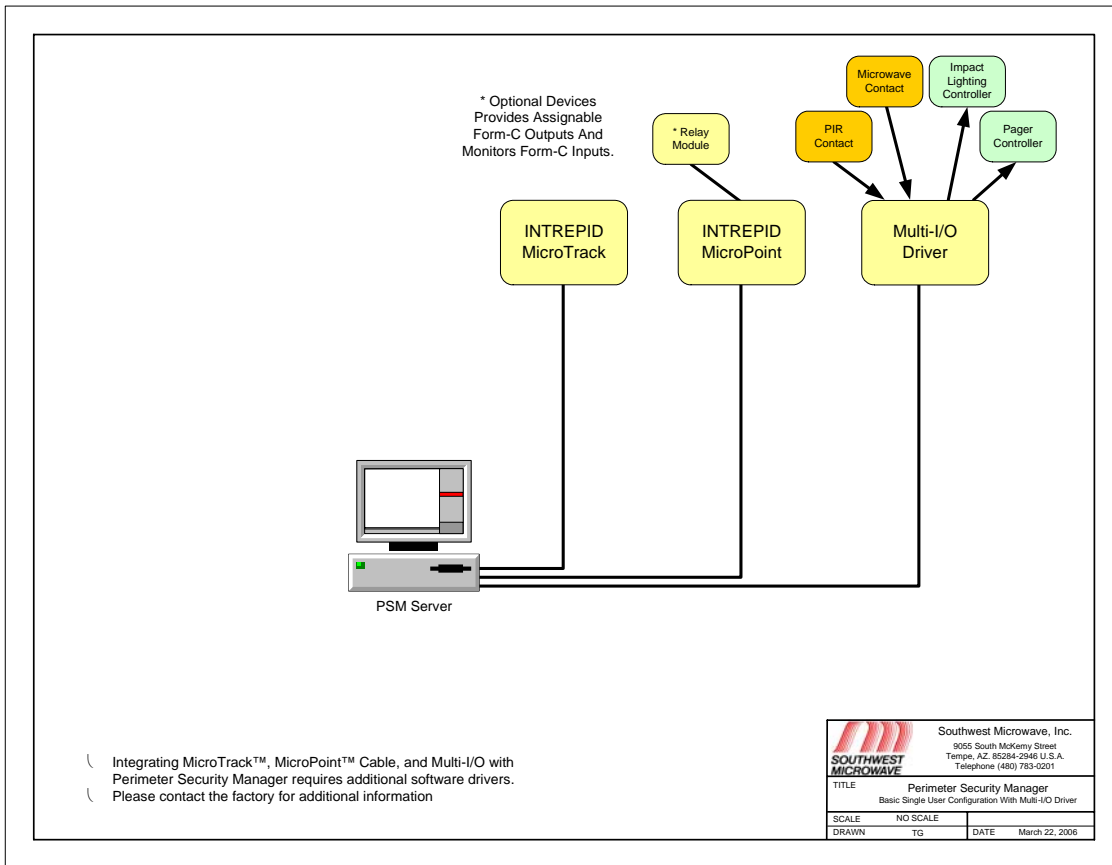 * Optional Devices
Provides Assignable
Form-C Outputs And
Monitors Form-C Inputs.
* Relay
Module
PIR
Contact
Microwave
Contact
Impact
Lighting
Controller
Pager
Controller
INTREPID
MicroTrack
INTREPID
MicroPoint
Multi-I/O
Driver
PSM Server
Integrating MicroTrack™, MicroPoint™ Cable, and Multi-I/O with
Perimeter Security Manager requires additional software drivers.
Please contact the factory for additional information
SOUTHWEST
MICROWAVE
Southwest Microwave, Inc.
9055 South McKemy Street
Tempe, AZ. 85284-2946 U.S.A.
Telephone (480) 783-0201
TITLE
Perimeter Security Manager
Basic Single User Configuration With Multi-I/O Driver
SCALE NO SCALE
DRAWN TG DATE March 22, 2006